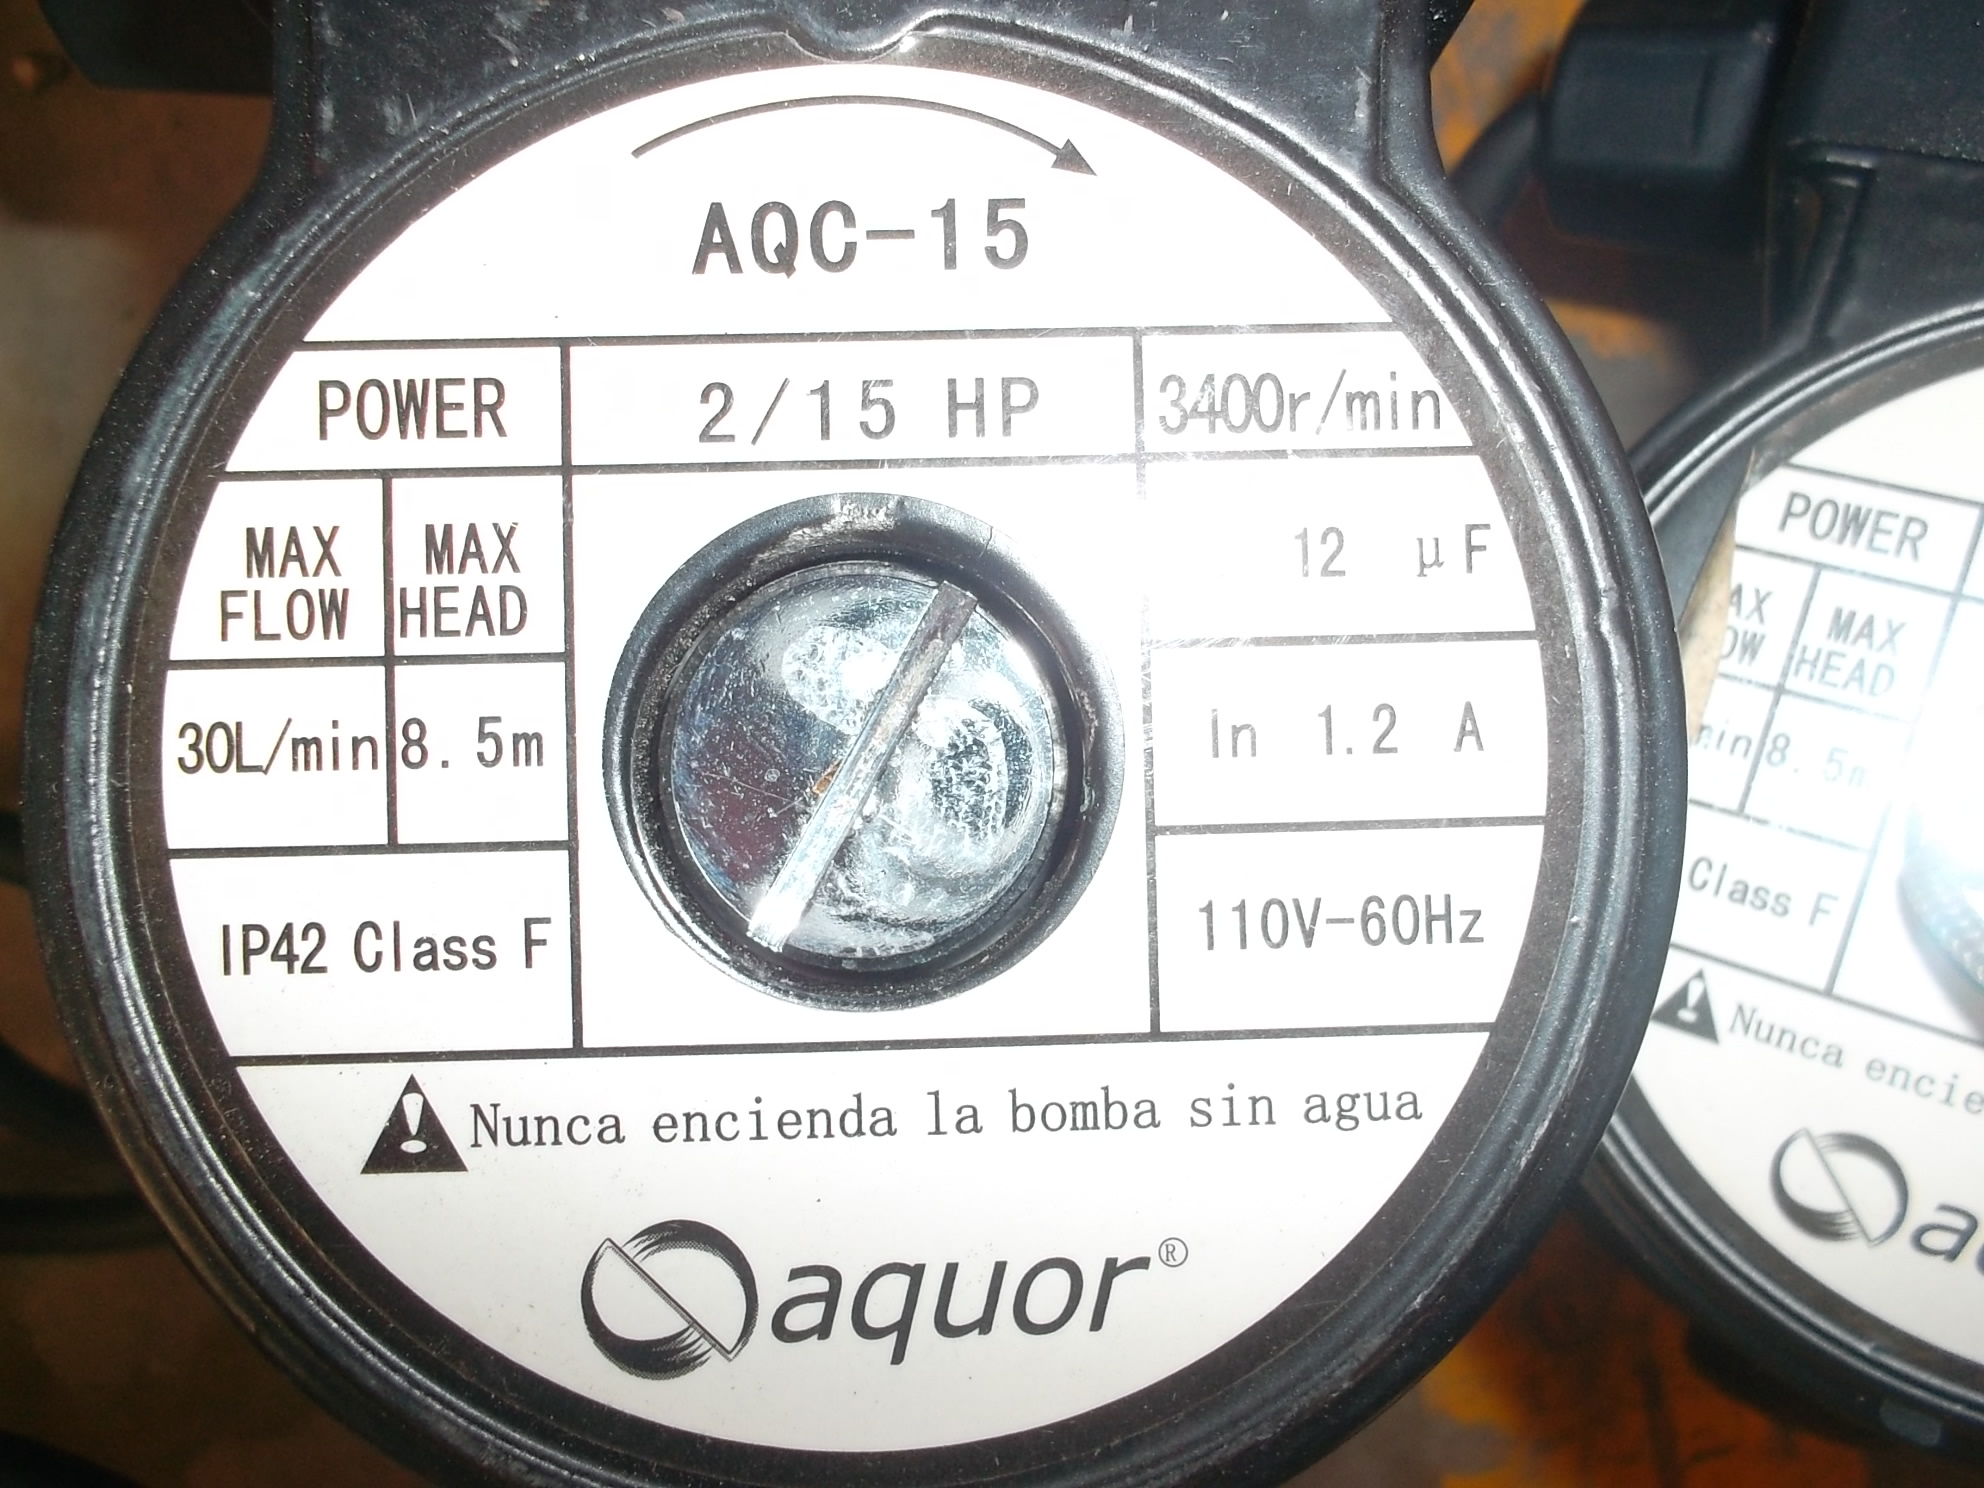 AQC-15
POWER
2/15 HP
3400r/min
MAX FLOW
MAX HEAD
12 μF
30L/min
8.5m
In 1.2 A
IP42 Class F
110V-60Hz
Nunca encienda la bomba sin agua
aquor®
POWER
MAX
HEAD
8.5m
Class F
Nunca